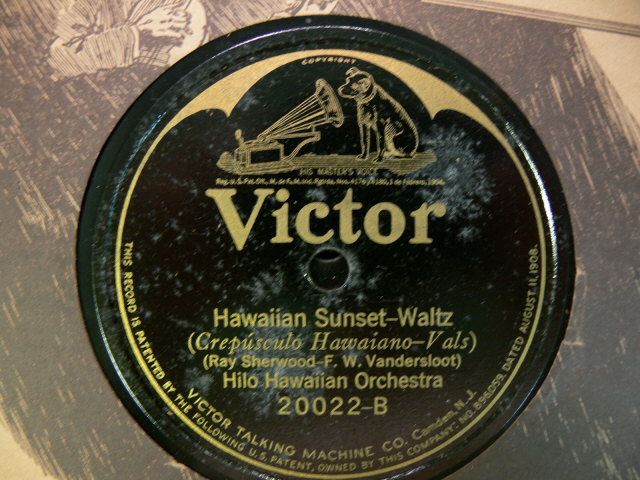 COPYRIGHT
HIS MASTER'S VOICE
Victor
Hawaiian Sunset–Waltz
(Crepúsculo Hawaiano–Vals)
(Ray Sherwood–F. W. Vandersloot)
Hilo Hawaiian Orchestra
20022-B
VICTOR TALKING MACHINE CO. Camden, N. J.
THIS RECORD IS PATENTED BY THE FOLLOWING U.S. PATENT, OWNED BY THIS COMPANY: NO. 896059, DATED AUGUST 11, 1908.